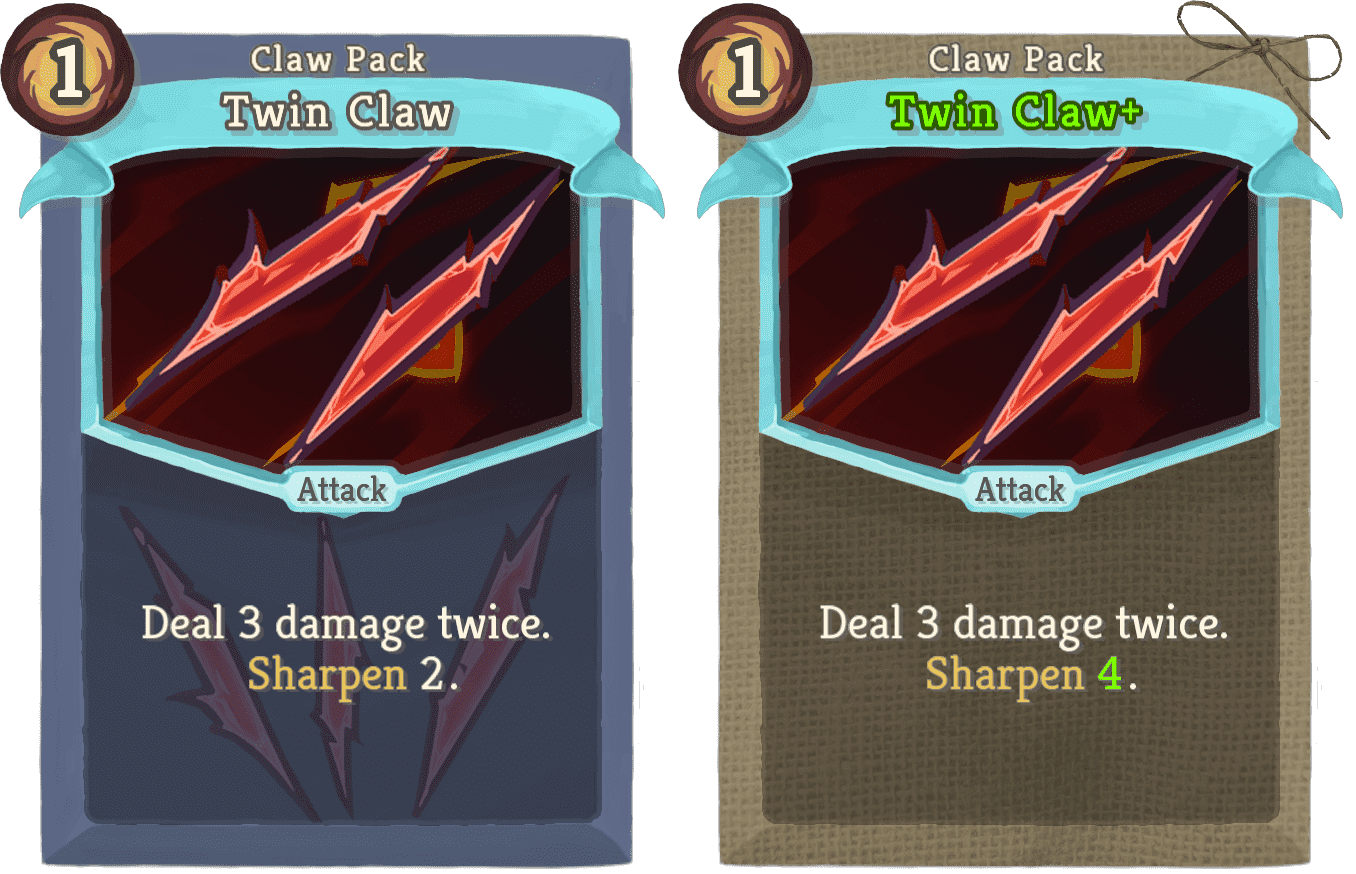 1
Claw Pack
Twin Claw
Attack
Deal 3 damage twice.
Sharpen 2.
1
Claw Pack
Twin Claw+
Attack
Deal 3 damage twice.
Sharpen 4.